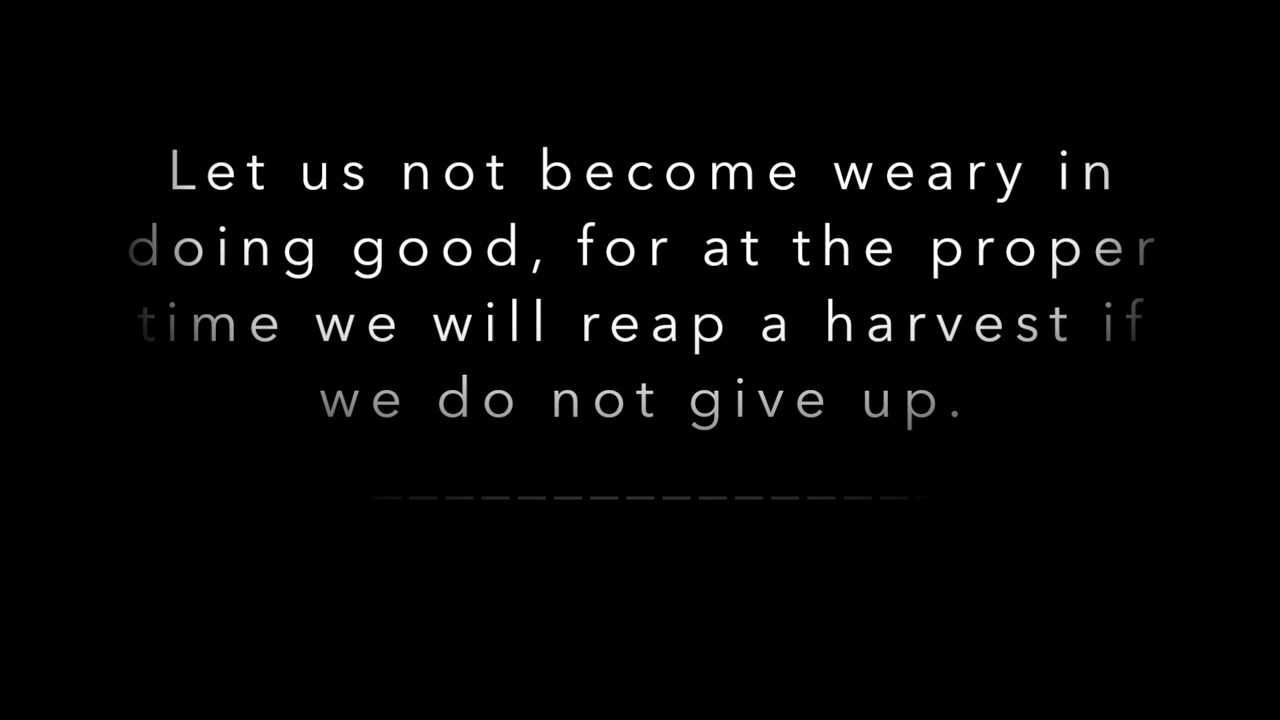 Let us not become weary in
doing good, for at the proper
time we will reap a harvest if
we do not give up.